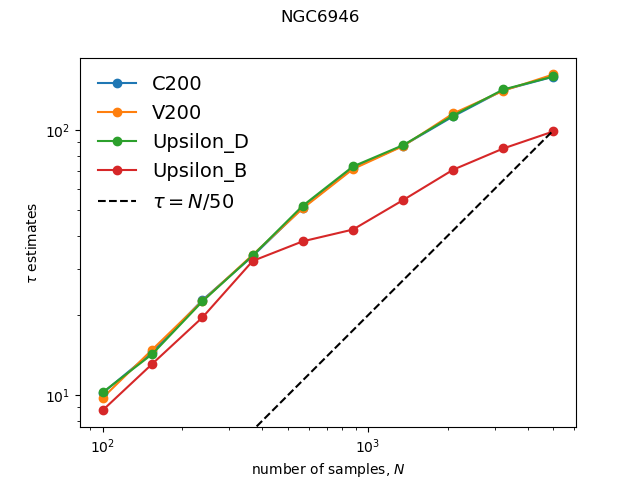 NGC6946
C200
V200
Upsilon_D
Upsilon_B
τ = N/50
10²
10¹
τ estimates
10² 10³
number of samples, N